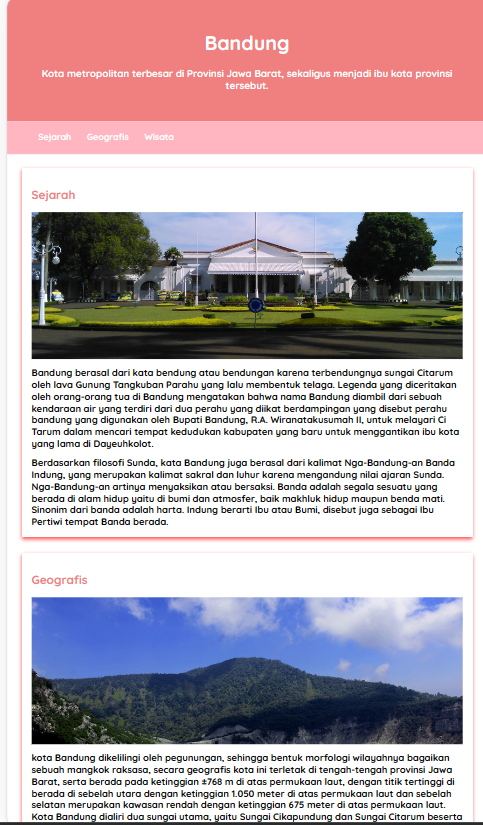 Bandung
Kota metropolitan terbesar di Provinsi Jawa Barat, sekaligus menjadi ibu kota provinsi
tersebut.
Sejarah
Geografis
Wisata
Sejarah
Bandung berasal dari kata bendung atau bendungan karena terbendungnya sungai Citarum
oleh lava Gunung Tangkuban Parahu yang lalu membentuk telaga. Legenda yang diceritakan
oleh orang-orang tua di Bandung mengatakan bahwa nama Bandung diambil dari sebuah
kendaraan air yang terdiri dari dua perahu yang diikat berdampingan yang disebut perahu
bandung yang digunakan oleh Bupati Bandung, R.A. Wiranatakusumah II, untuk melayari Ci
Tarum dalam mencari tempat kedudukan kabupaten yang baru untuk menggantikan ibu kota
yang lama di Dayeuhkolot.
Berdasarkan filosofi Sunda, kata Bandung juga berasal dari kalimat Nga-Bandung-an Banda
Indung, yang merupakan kalimat sakral dan luhur karena mengandung nilai ajaran Sunda.
Nga-Bandung-an artinya menyaksikan atau bersaksi. Banda adalah segala sesuatu yang
berada di alam hidup yaitu di bumi dan atmosfer, baik makhluk hidup maupun benda mati.
Sinonim dari banda adalah harta. Indung berarti Ibu atau Bumi, disebut juga sebagai Ibu
Pertiwi tempat Banda berada.
Geografis
kota Bandung dikelilingi oleh pegunungan, sehingga bentuk morfologi wilayahnya bagaikan
sebuah mangkok raksasa, secara geografis kota ini terletak di tengah-tengah provinsi Jawa
Barat, serta berada pada ketinggian ±768 m di atas permukaan laut, dengan titik tertinggi di
berada di sebelah utara dengan ketinggian 1.050 meter di atas permukaan laut dan sebelah
selatan merupakan kawasan rendah dengan ketinggian 675 meter di atas permukaan laut.
Kota Bandung dialiri dua sungai utama, yaitu Sungai Cikapundung dan Sungai Citarum beserta